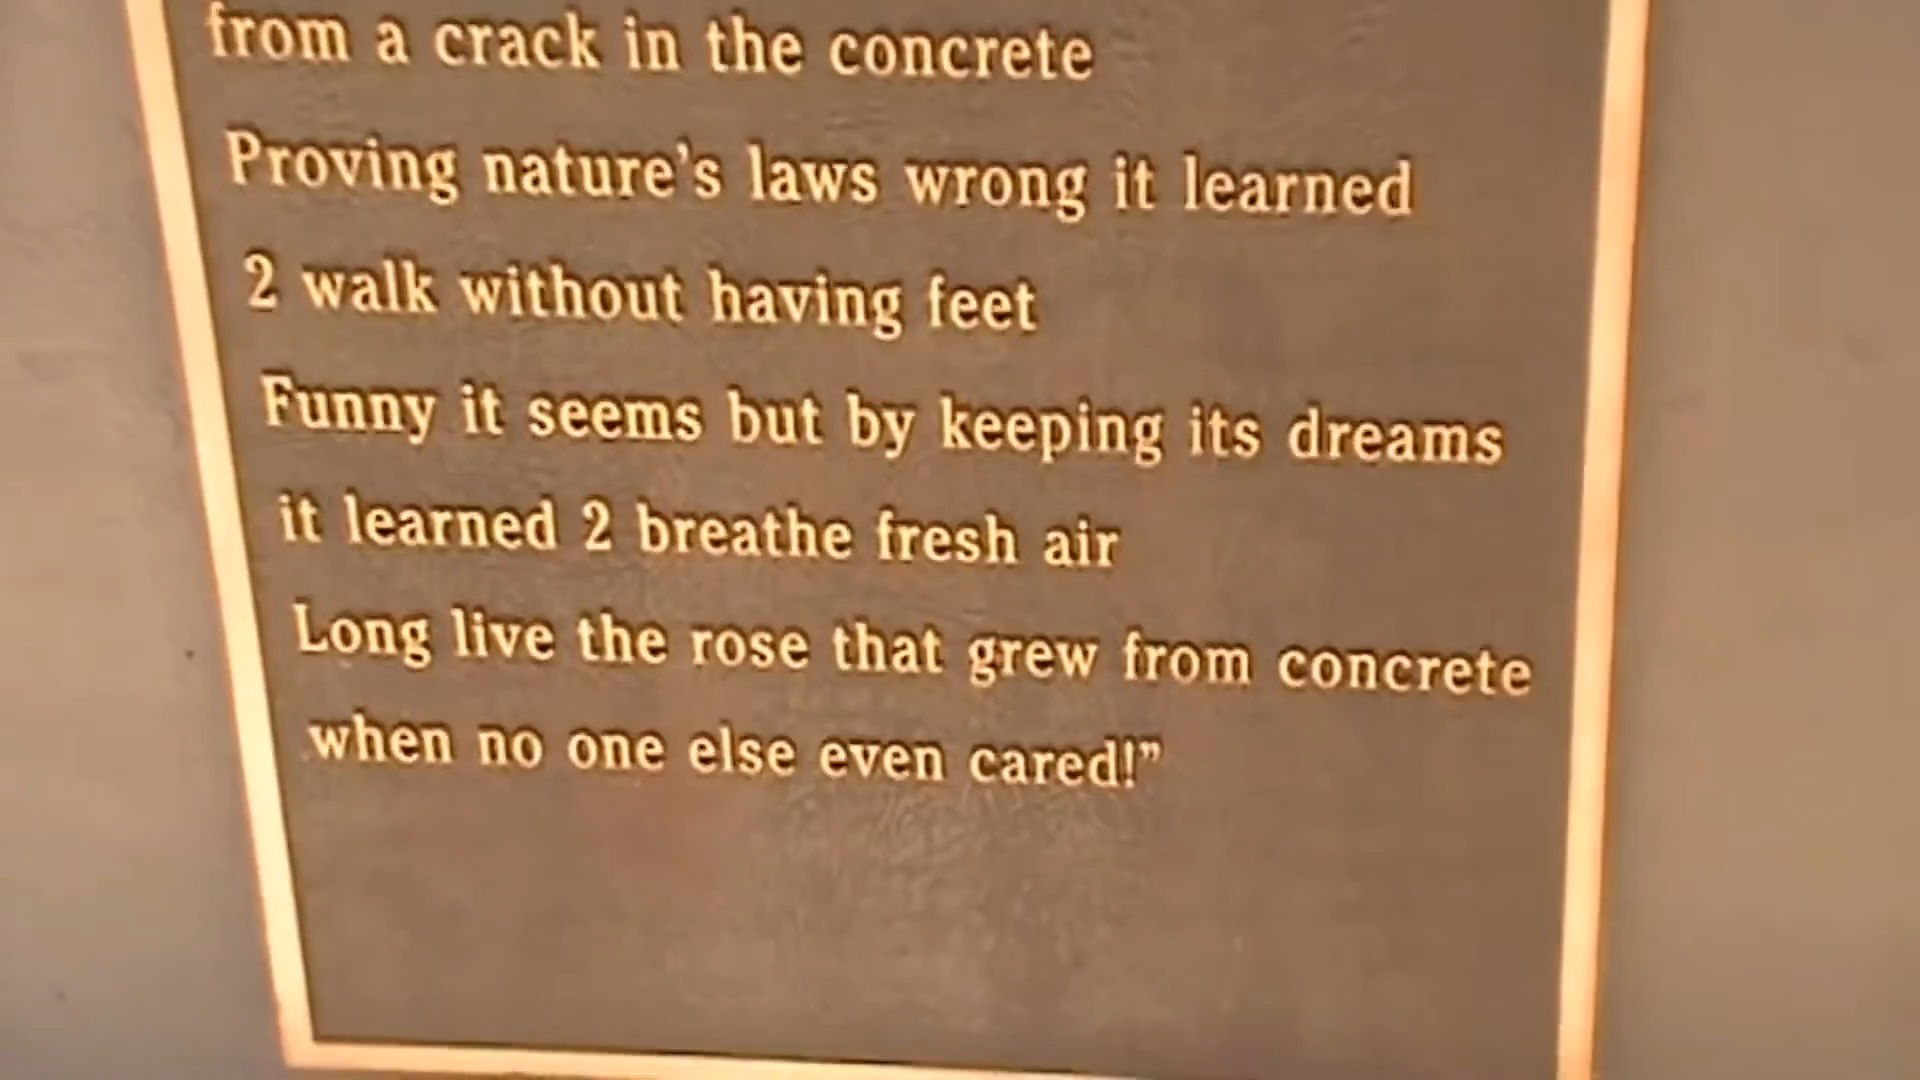 from a crack in the concrete
Proving nature’s laws wrong it learned
2 walk without having feet
Funny it seems but by keeping its dreams
it learned 2 breathe fresh air
Long live the rose that grew from concrete
when no one else even cared!”